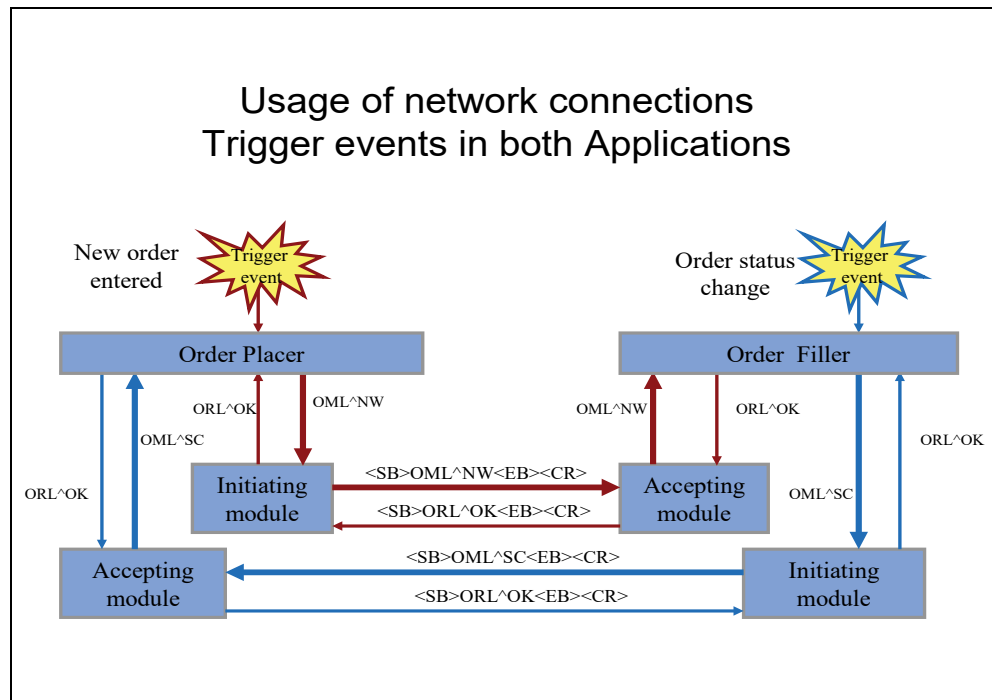 Usage of network connections
Trigger events in both Applications
New order
entered
Trigger
event
Order status
change
Trigger
event
Order Placer
Order  Filler
ORL^OK
OML^NW
OML^NW
ORL^OK
OML^SC
ORL^OK
ORL^OK
OML^SC
Initiating
module
<SB>OML^NW<EB><CR>
<SB>ORL^OK<EB><CR>
Accepting
module
Accepting
module
<SB>OML^SC<EB><CR>
<SB>ORL^OK<EB><CR>
Initiating
module